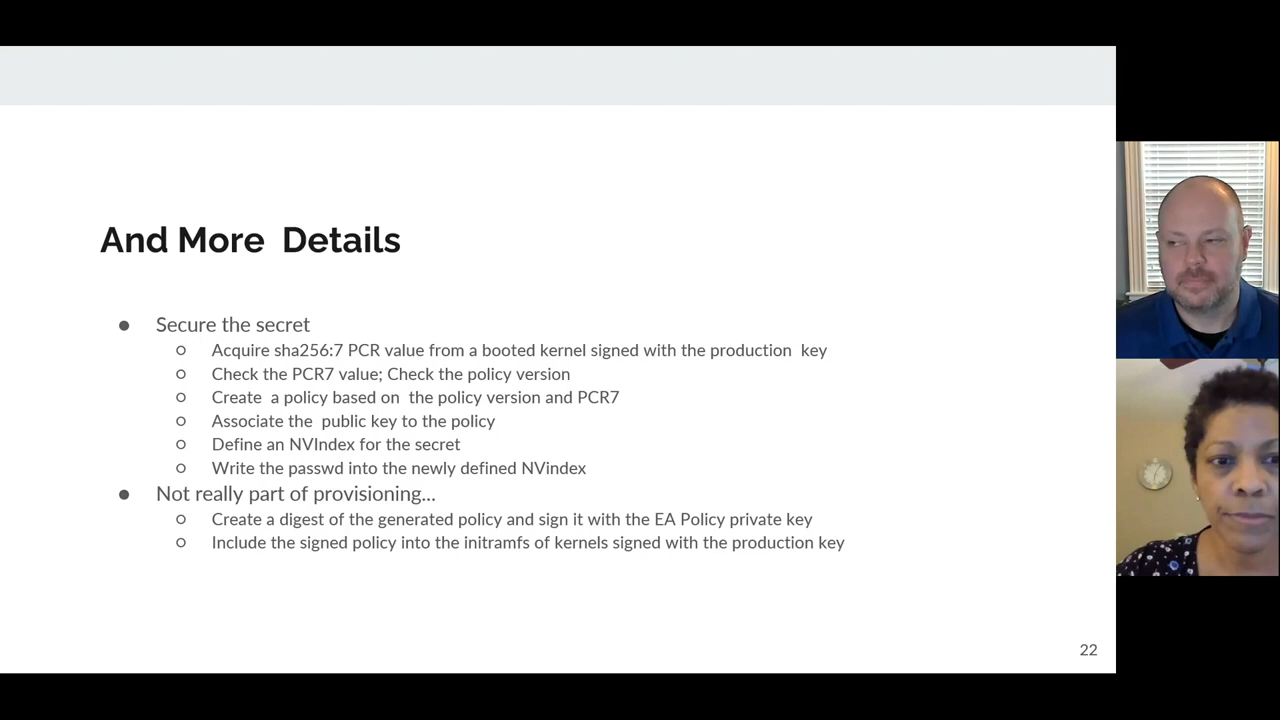 And More  Details
● Secure the secret
○ Acquire sha256:7 PCR value from a booted kernel signed with the production  key
○ Check the PCR7 value; Check the policy version
○ Create  a policy based on  the policy version and PCR7
○ Associate the  public key to the policy
○ Define an NVIndex for the secret
○ Write the passwd into the newly defined NVindex
● Not really part of provisioning...
○ Create a digest of the generated policy and sign it with the EA Policy private key
○ Include the signed policy into the initramfs of kernels signed with the production key
22